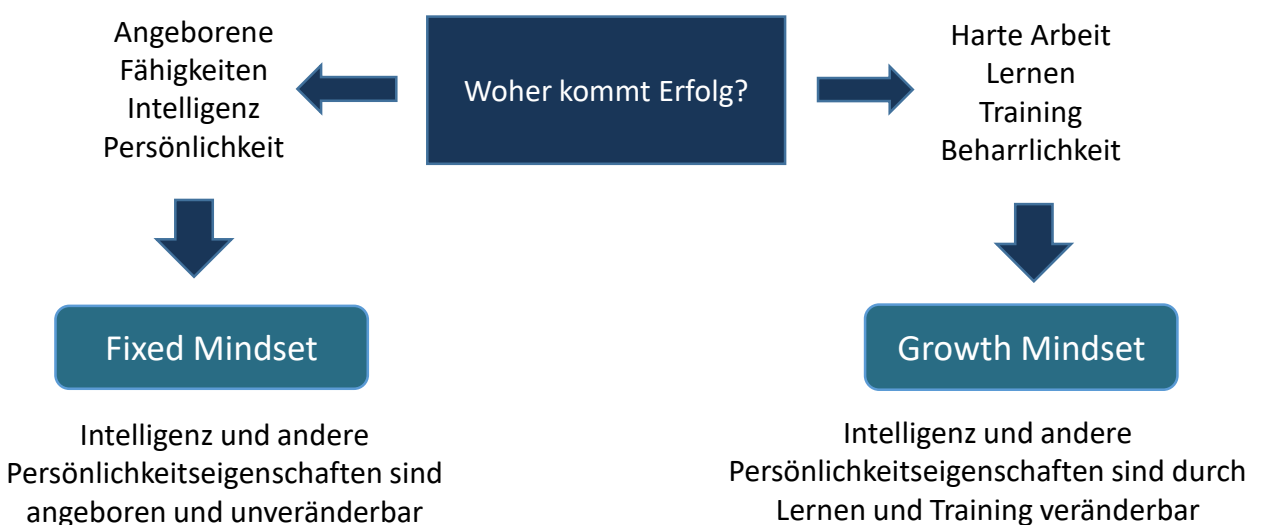 Woher kommt Erfolg?
Angeborene
Fähigkeiten
Intelligenz
Persönlichkeit
Fixed Mindset
Intelligenz und andere
Persönlichkeitseigenschaften sind
angeboren und unveränderbar
Harte Arbeit
Lernen
Training
Beharrlichkeit
Growth Mindset
Intelligenz und andere
Persönlichkeitseigenschaften sind durch
Lernen und Training veränderbar